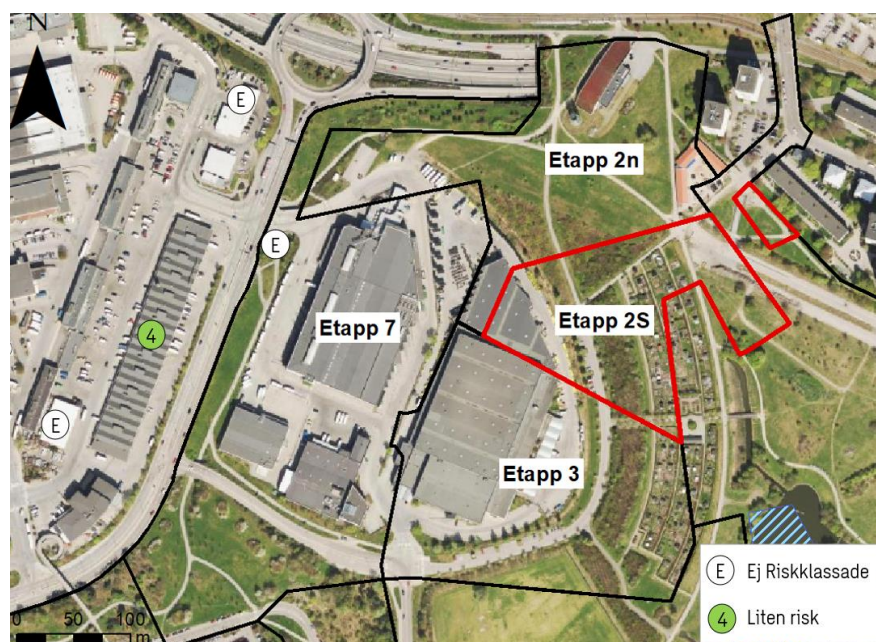 N
E
Etapp 2n
E
Etapp 7
Etapp 2S
4
E
Etapp 3
E Ej Riskklassade
4 Liten risk
0 50 100
m